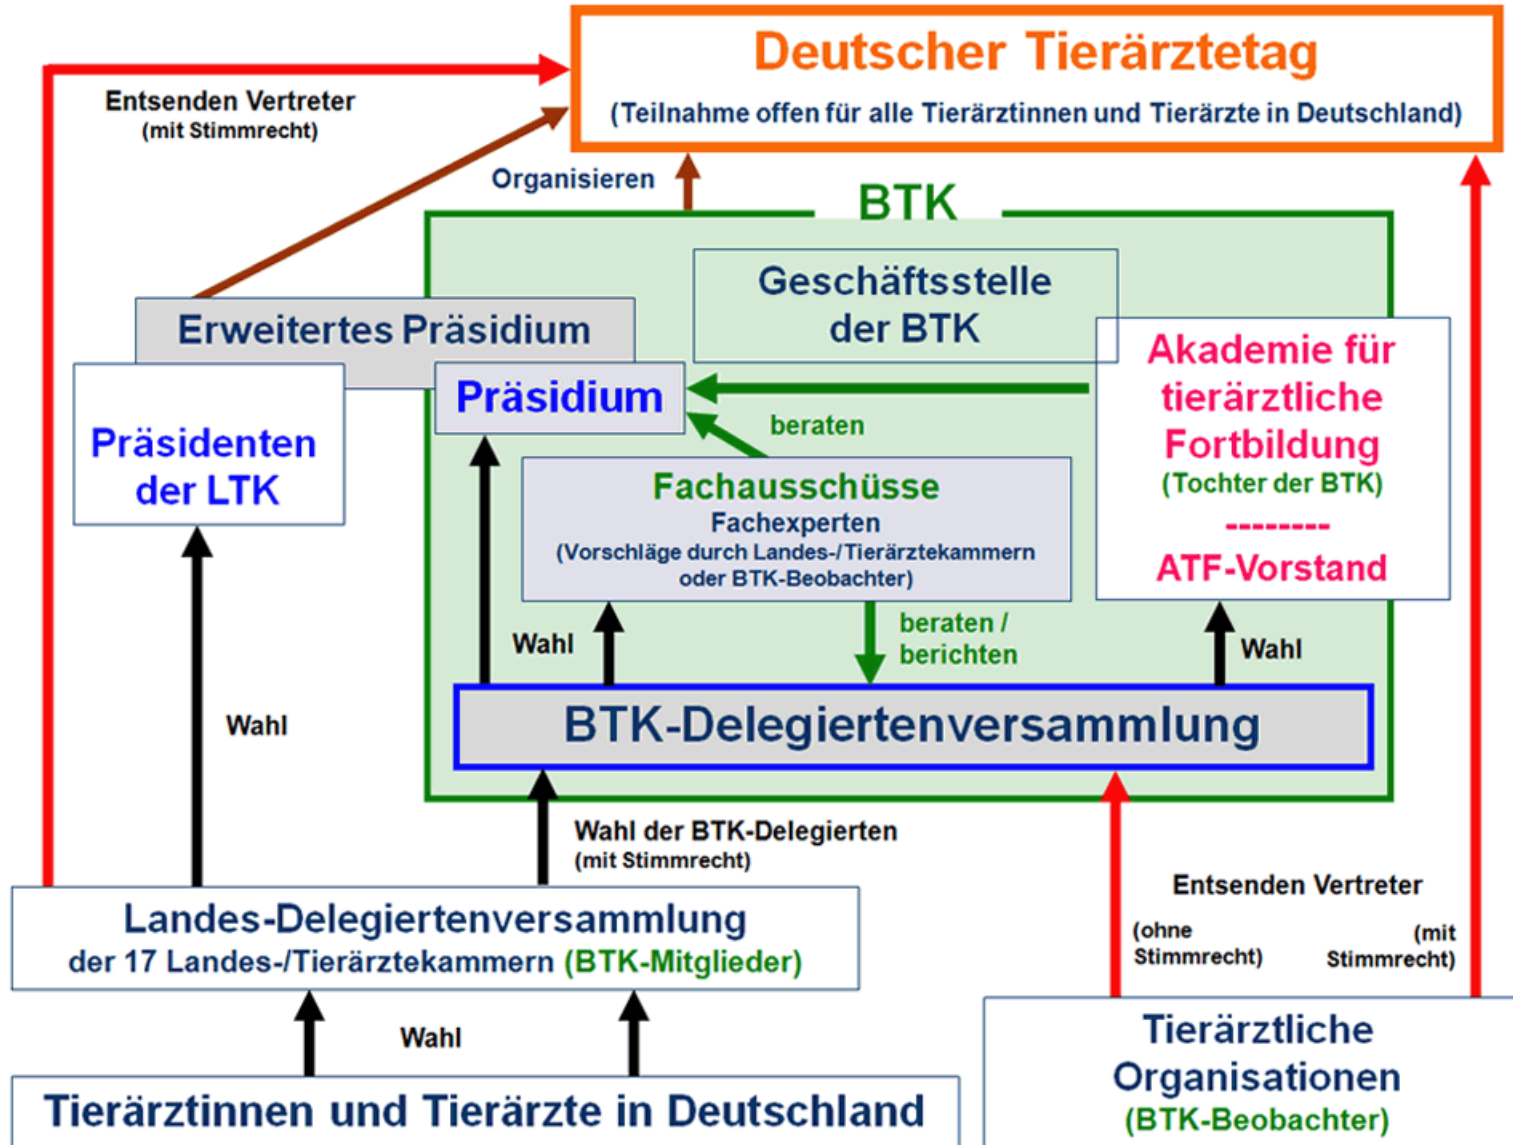 Deutscher Tierärztetag
(Teilnahme offen für alle Tierärztinnen und Tierärzte in Deutschland)
Entsenden Vertreter
(mit Stimmrecht)
Organisieren
BTK
Geschäftsstelle
der BTK
Erweitertes Präsidium
Präsidium
Präsidenten
der LTK
beraten
Akademie für
tierärztliche
Fortbildung
(Tochter der BTK)
--------
ATF-Vorstand
Fachausschüsse
Fachexperten
(Vorschläge durch Landes-/Tierärztekammern
oder BTK-Beobachter)
Wahl
beraten /
berichten
Wahl
BTK-Delegiertenversammlung
Wahl
Wahl der BTK-Delegierten
(mit Stimmrecht)
Entsenden Vertreter
(ohne
Stimmrecht)
(mit
Stimmrecht)
Landes-Delegiertenversammlung
der 17 Landes-/Tierärztekammern (BTK-Mitglieder)
Wahl
Tierärztinnen und Tierärzte in Deutschland
Tierärztliche
Organisationen
(BTK-Beobachter)